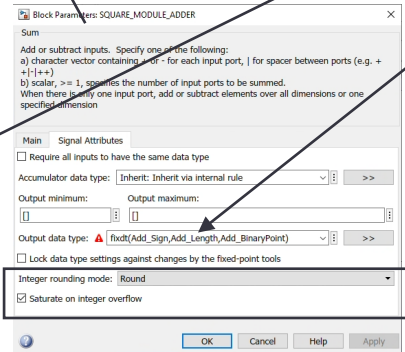 Block Parameters: SQUARE_MODULE_ADDER
Sum
Add or subtract inputs. Specify one of the following:
a) character vector containing + or - for each input port, | for spacer between ports (e.g. +
+|-|++)
b) scalar, >= 1, specifies the number of input ports to be summed.
When there is only one input port, add or subtract elements over all dimensions or one
specified dimension
Main Signal Attributes
Require all inputs to have the same data type
Accumulator data type: Inherit: Inherit via internal rule >>
Output minimum: Output maximum:
[] []
Output data type: fixdt(Add_Sign,Add_Length,Add_BinaryPoint) >>
Lock data type settings against changes by the fixed-point tools
Integer rounding mode: Round
Saturate on integer overflow
OK Cancel Help Apply